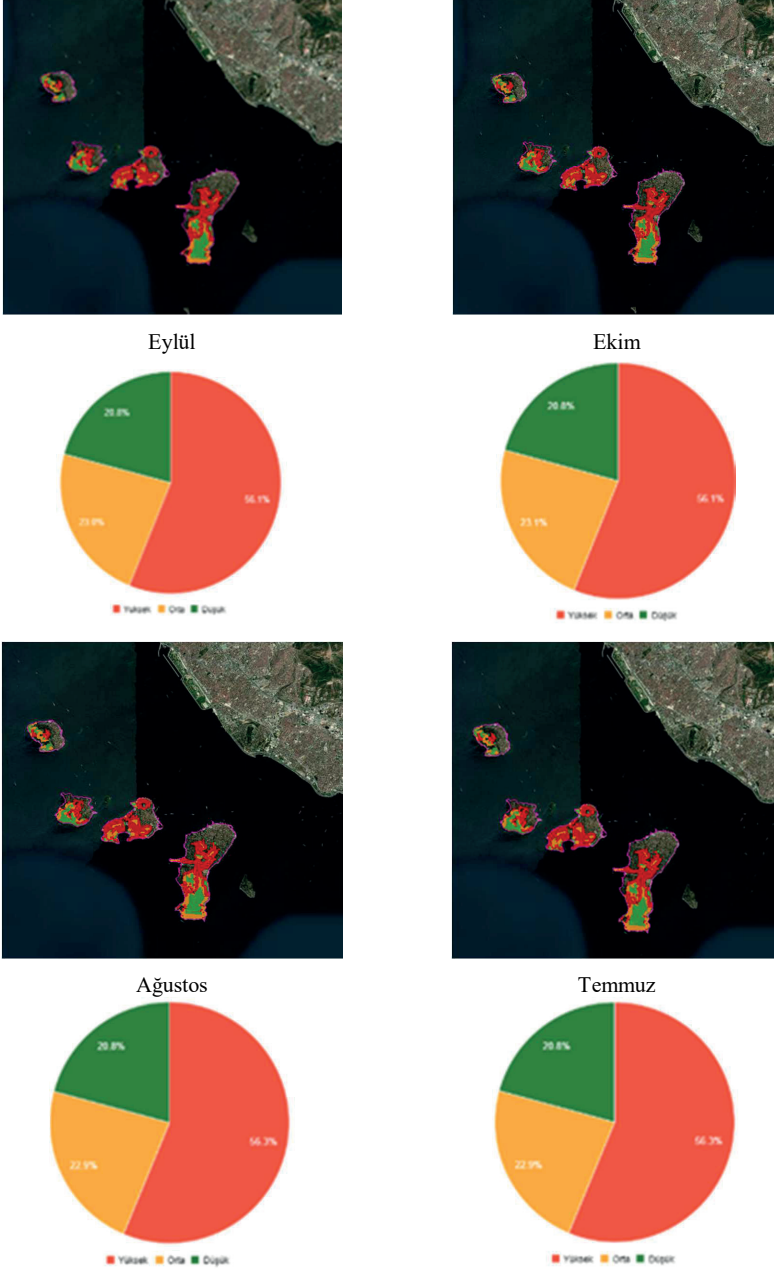 Eylül
Ekim
20.8%
56.1%
23.0%
Yüksek Orta Düşük
20.8%
56.1%
23.1%
Yüksek Orta Düşük
Ağustos
Temmuz
20.8%
56.3%
22.9%
Yüksek Orta Düşük
20.8%
56.3%
22.9%
Yüksek Orta Düşük